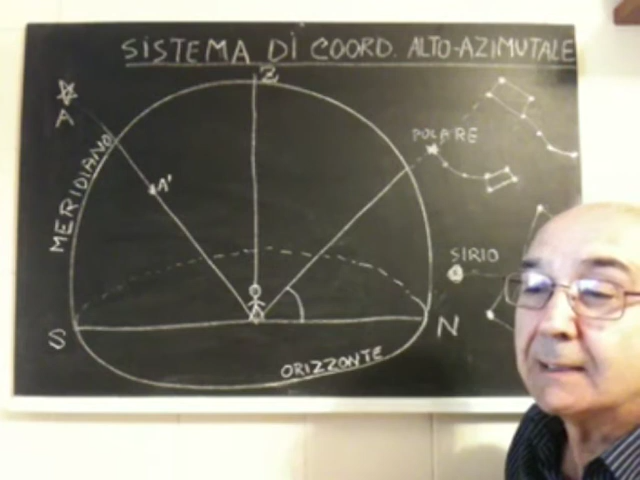 SISTEMA DI COORD. ALTO-AZIMUTALE
Z
A
POLARE
MERIDIANO
A'
SIRIO
S
N
ORIZZONTE